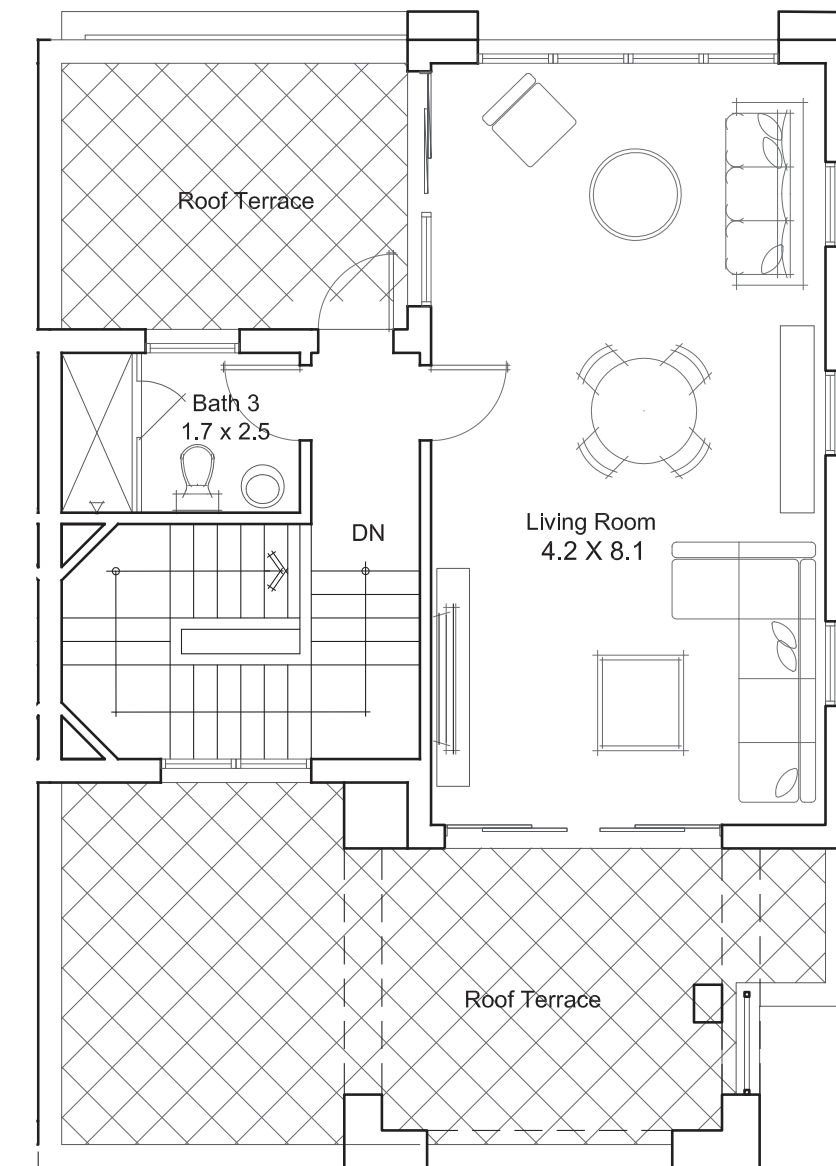 Roof Terrace
Bath 3
1.7 x 2.5
DN
Living Room
4.2 X 8.1
Roof Terrace